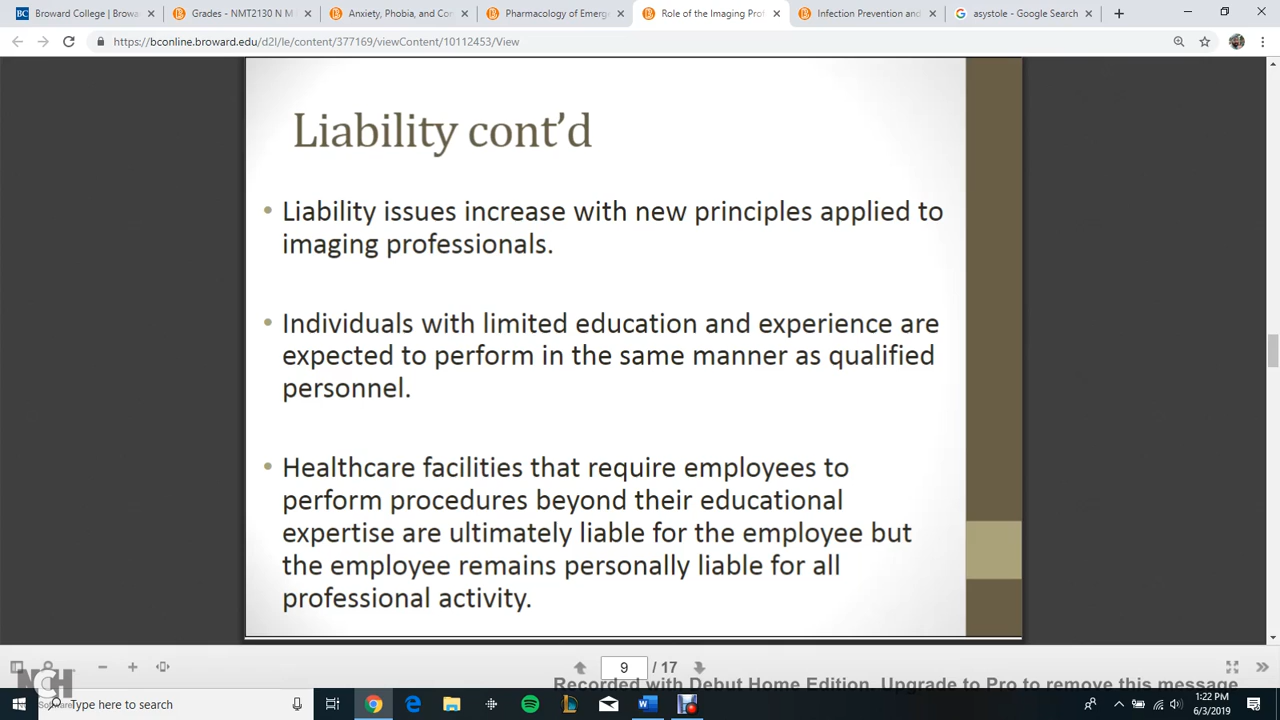 Broward College | Browa
Grades - NMT2130 N M
Anxiety, Phobia, and Con
Pharmacology of Emerg
Role of the Imaging Prof
Infection Prevention and
asystole - Google Search
https://bconline.broward.edu/d2l/le/content/377169/viewContent/10112453/View
Liability cont’d
• Liability issues increase with new principles applied to
imaging professionals.
• Individuals with limited education and experience are
expected to perform in the same manner as qualified
personnel.
• Healthcare facilities that require employees to
perform procedures beyond their educational
expertise are ultimately liable for the employee but
the employee remains personally liable for all
professional activity.
9 / 17
NCH
Software
Recorded with Debut Home Edition. Upgrade to Pro to remove this message
Type here to search
1:22 PM
6/3/2019